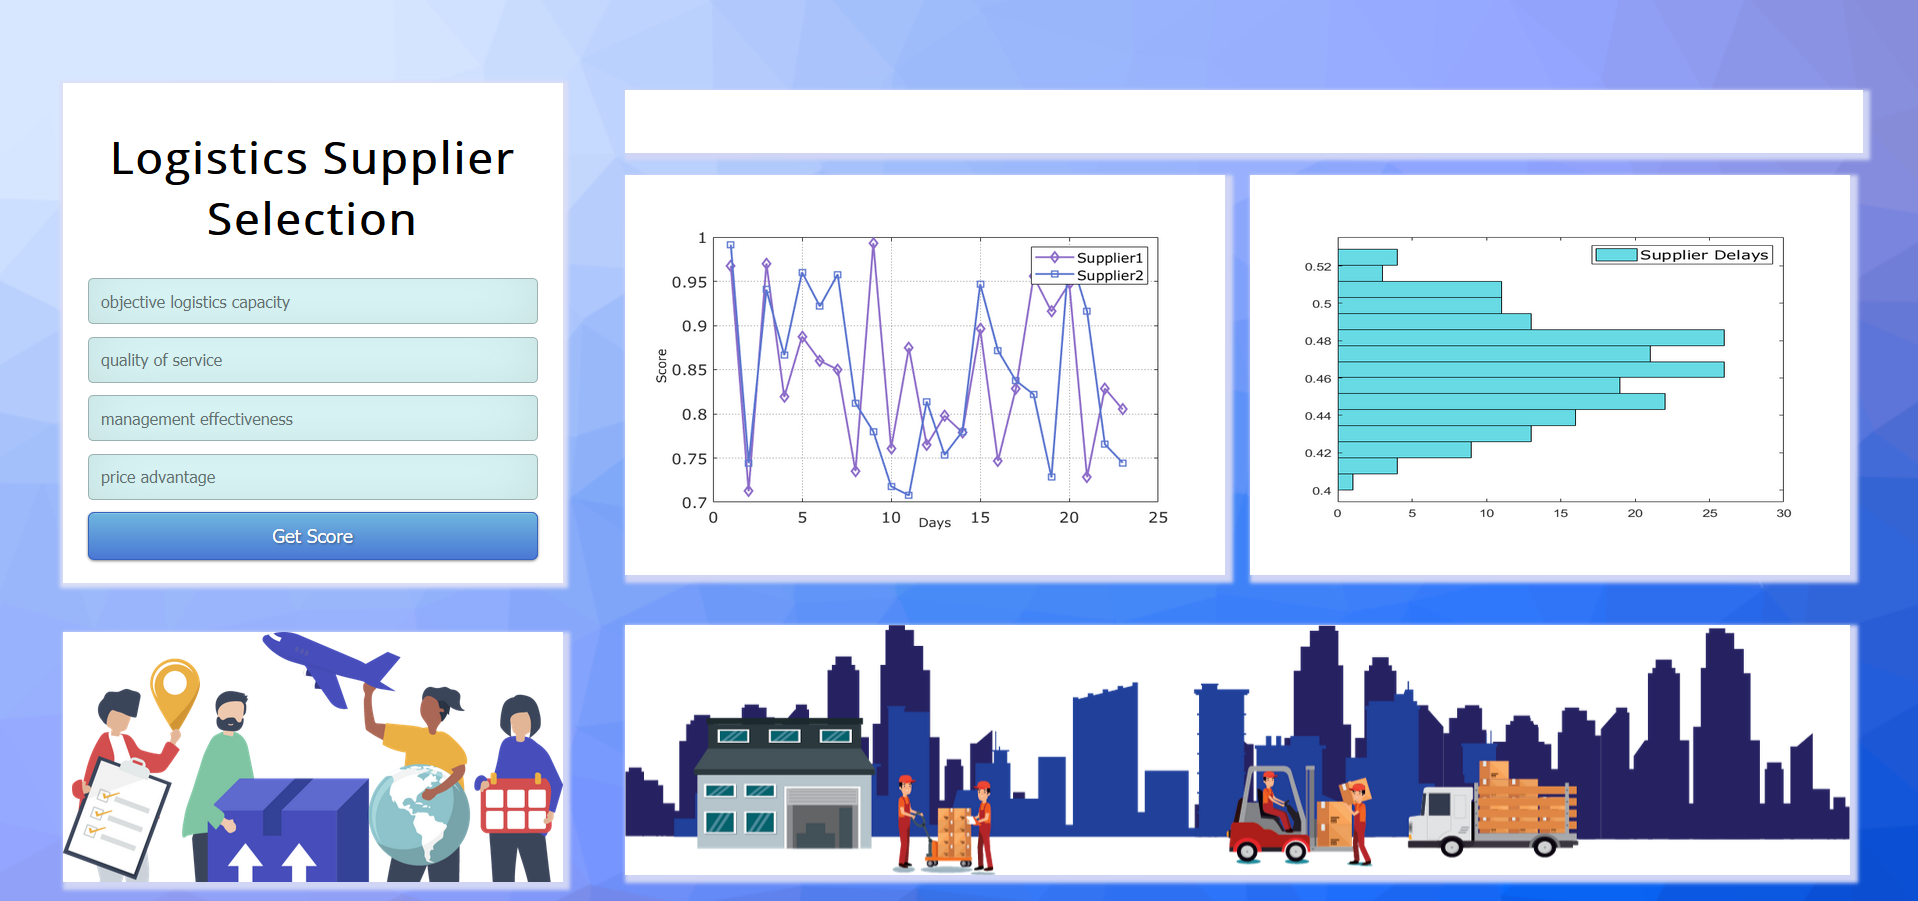 Logistics Supplier
Selection
objective logistics capacity
quality of service
management effectiveness
price advantage
Get Score
1
0.95
0.9
0.85
0.8
0.75
0.7
Score
0
5
10
15
20
25
Days
Supplier1
Supplier2
0.52
0.5
0.48
0.46
0.44
0.42
0.4
0
5
10
15
20
25
30
Supplier Delays